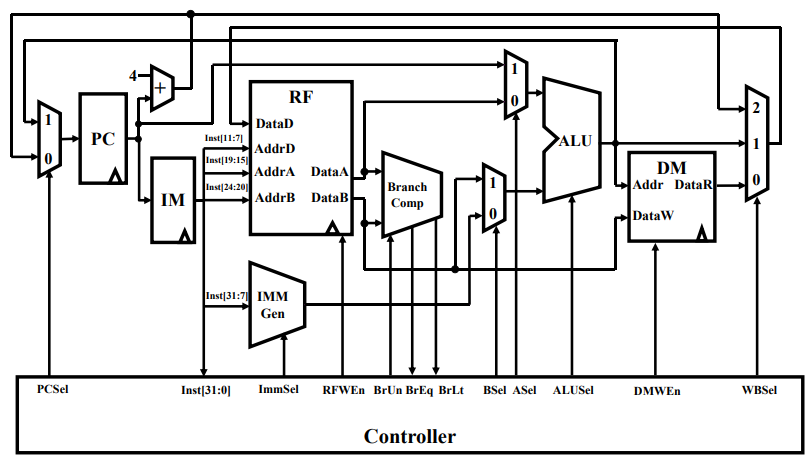 4
+
1
0
PC
IM
Inst[11:7]
Inst[19:15]
Inst[24:20]
Inst[31:7]
RF
DataD
AddrD
AddrA
AddrB
DataA
DataB
IMM
Gen
Branch
Comp
1
0
1
0
ALU
DM
Addr
DataR
DataW
2
1
0
PCSel
Inst[31:0]
ImmSel
RFWEn
BrUn
BrEq
BrLt
BSel
ASel
ALUSel
DMWEn
WBSel
Controller